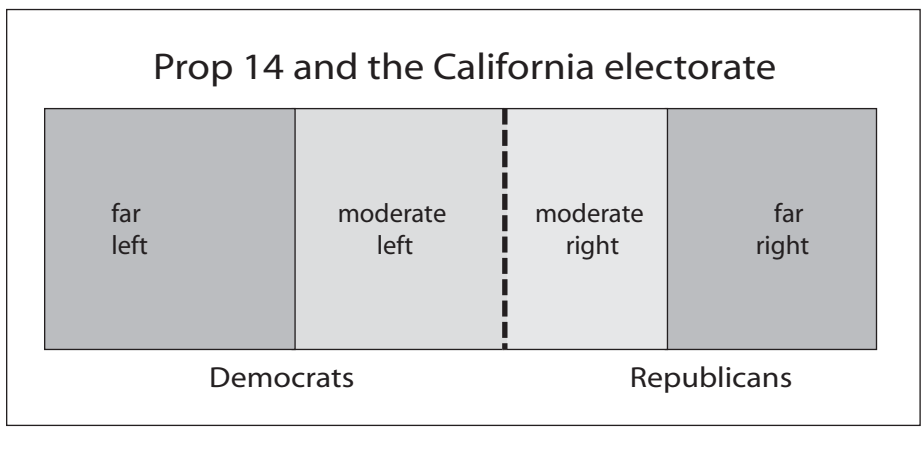 Prop 14 and the California electorate
far
left
moderate
left
moderate
right
far
right
Democrats
Republicans